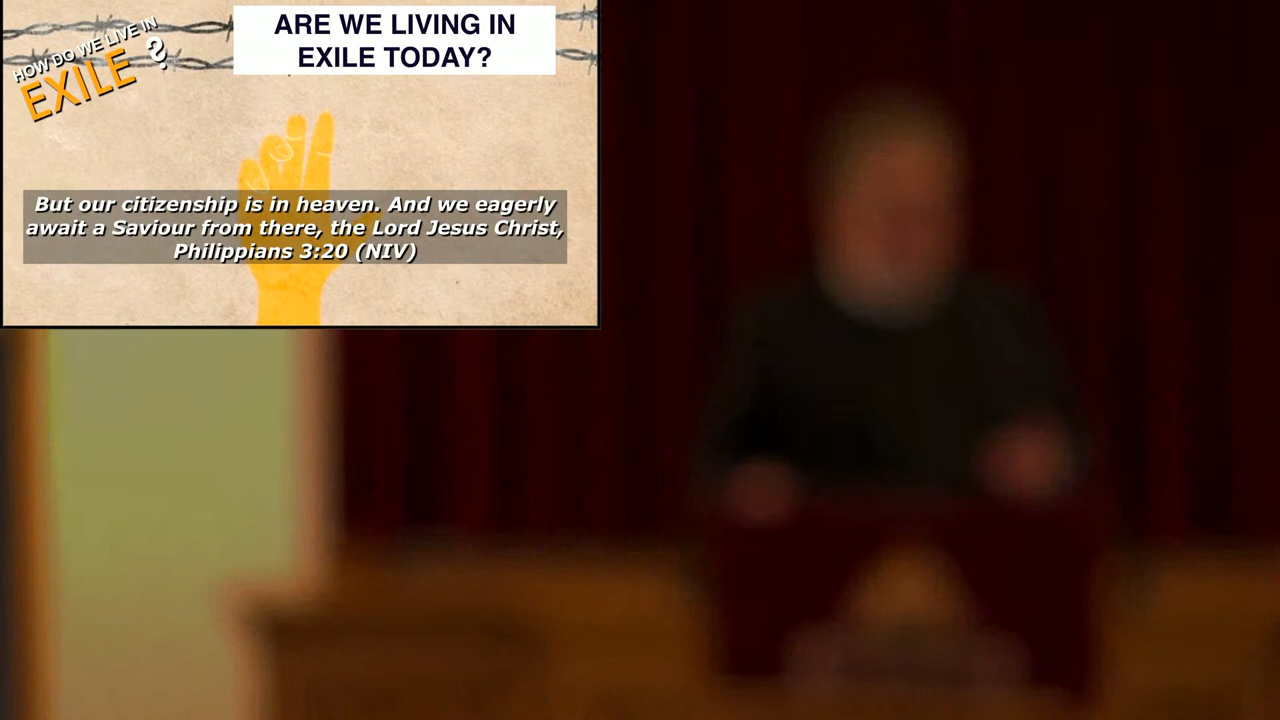 ARE WE LIVING IN
EXILE TODAY?
HOW DO WE LIVE IN
EXILE ?
But our citizenship is in heaven. And we eagerly
await a Saviour from there, the Lord Jesus Christ,
Philippians 3:20 (NIV)